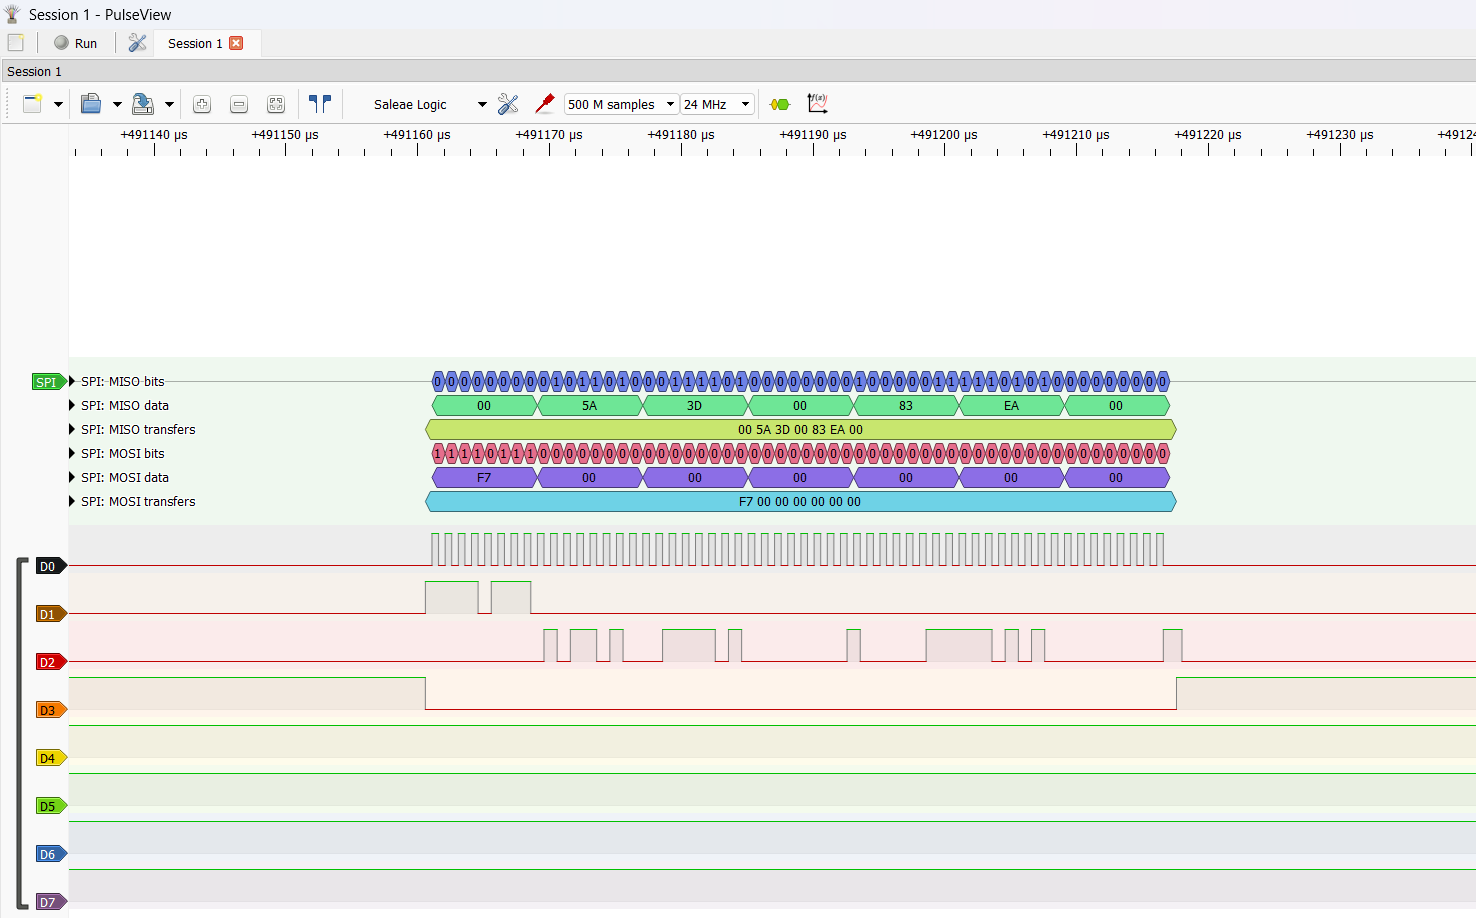 Session 1 - PulseView
Run
Session 1
Session 1
Saleae Logic
500 M samples
24 MHz
f(x)
+491140 µs +491150 µs +491160 µs +491170 µs +491180 µs +491190 µs +491200 µs +491210 µs +491220 µs +491230 µs +49124
SPI SPI: MISO bits 0 0 0 0 0 0 0 0 0 1 0 1 1 0 1 0 0 0 1 1 1 1 0 1 0 0 0 0 0 0 0 0 1 0 0 0 0 0 1 1 1 1 1 0 1 0 1 0 0 0 0 0 0 0 0 0
SPI: MISO data 00 5A 3D 00 83 EA 00
SPI: MISO transfers 00 5A 3D 00 83 EA 00
SPI: MOSI bits 1 1 1 1 0 1 1 1 0 0 0 0 0 0 0 0 0 0 0 0 0 0 0 0 0 0 0 0 0 0 0 0 0 0 0 0 0 0 0 0 0 0 0 0 0 0 0 0 0 0 0 0 0 0 0 0
SPI: MOSI data F7 00 00 00 00 00 00
SPI: MOSI transfers F7 00 00 00 00 00 00
D0
D1
D2
D3
D4
D5
D6
D7